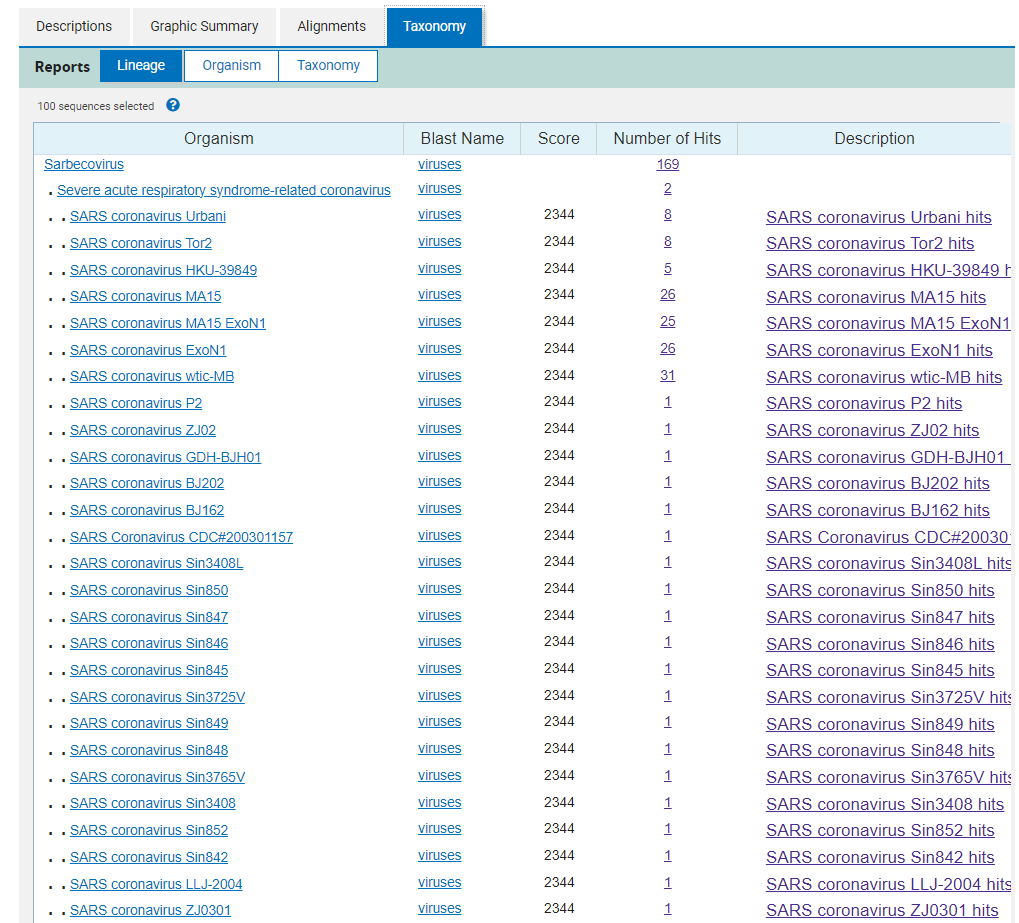 Descriptions Graphic Summary Alignments Taxonomy
Reports Lineage Organism Taxonomy
100 sequences selected ?
Organism Blast Name Score Number of Hits Description
Sarbecovirus viruses 169
. Severe acute respiratory syndrome-related coronavirus viruses 2
. . SARS coronavirus Urbani viruses 2344 8 SARS coronavirus Urbani hits
. . SARS coronavirus Tor2 viruses 2344 8 SARS coronavirus Tor2 hits
. . SARS coronavirus HKU-39849 viruses 2344 5 SARS coronavirus HKU-39849 h
. . SARS coronavirus MA15 viruses 2344 26 SARS coronavirus MA15 hits
. . SARS coronavirus MA15 ExoN1 viruses 2344 25 SARS coronavirus MA15 ExoN1
. . SARS coronavirus ExoN1 viruses 2344 26 SARS coronavirus ExoN1 hits
. . SARS coronavirus wtic-MB viruses 2344 31 SARS coronavirus wtic-MB hits
. . SARS coronavirus P2 viruses 2344 1 SARS coronavirus P2 hits
. . SARS coronavirus ZJ02 viruses 2344 1 SARS coronavirus ZJ02 hits
. . SARS coronavirus GDH-BJH01 viruses 2344 1 SARS coronavirus GDH-BJH01
. . SARS coronavirus BJ202 viruses 2344 1 SARS coronavirus BJ202 hits
. . SARS coronavirus BJ162 viruses 2344 1 SARS coronavirus BJ162 hits
. . SARS Coronavirus CDC#200301157 viruses 2344 1 SARS Coronavirus CDC#20030
. . SARS coronavirus Sin3408L viruses 2344 1 SARS coronavirus Sin3408L hits
. . SARS coronavirus Sin850 viruses 2344 1 SARS coronavirus Sin850 hits
. . SARS coronavirus Sin847 viruses 2344 1 SARS coronavirus Sin847 hits
. . SARS coronavirus Sin846 viruses 2344 1 SARS coronavirus Sin846 hits
. . SARS coronavirus Sin845 viruses 2344 1 SARS coronavirus Sin845 hits
. . SARS coronavirus Sin3725V viruses 2344 1 SARS coronavirus Sin3725V hits
. . SARS coronavirus Sin849 viruses 2344 1 SARS coronavirus Sin849 hits
. . SARS coronavirus Sin848 viruses 2344 1 SARS coronavirus Sin848 hits
. . SARS coronavirus Sin3765V viruses 2344 1 SARS coronavirus Sin3765V hits
. . SARS coronavirus Sin3408 viruses 2344 1 SARS coronavirus Sin3408 hits
. . SARS coronavirus Sin852 viruses 2344 1 SARS coronavirus Sin852 hits
. . SARS coronavirus Sin842 viruses 2344 1 SARS coronavirus Sin842 hits
. . SARS coronavirus LLJ-2004 viruses 2344 1 SARS coronavirus LLJ-2004 hits
. . SARS coronavirus ZJ0301 viruses 2344 1 SARS coronavirus ZJ0301 hits